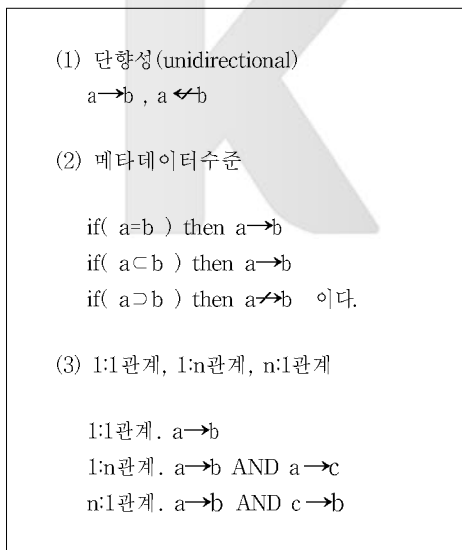 (1) 단향성(unidirectional)
a→b , a↚b
(2) 메타데이터수준
if( a=b ) then a→b
if( a⊂b ) then a→b
if( a⊃b ) then a↛b 이다.
(3) 1:1관계, 1:n관계, n:1관계
1:1관계. a→b
1:n관계. a→b AND a→c
n:1관계. a→b AND c→b